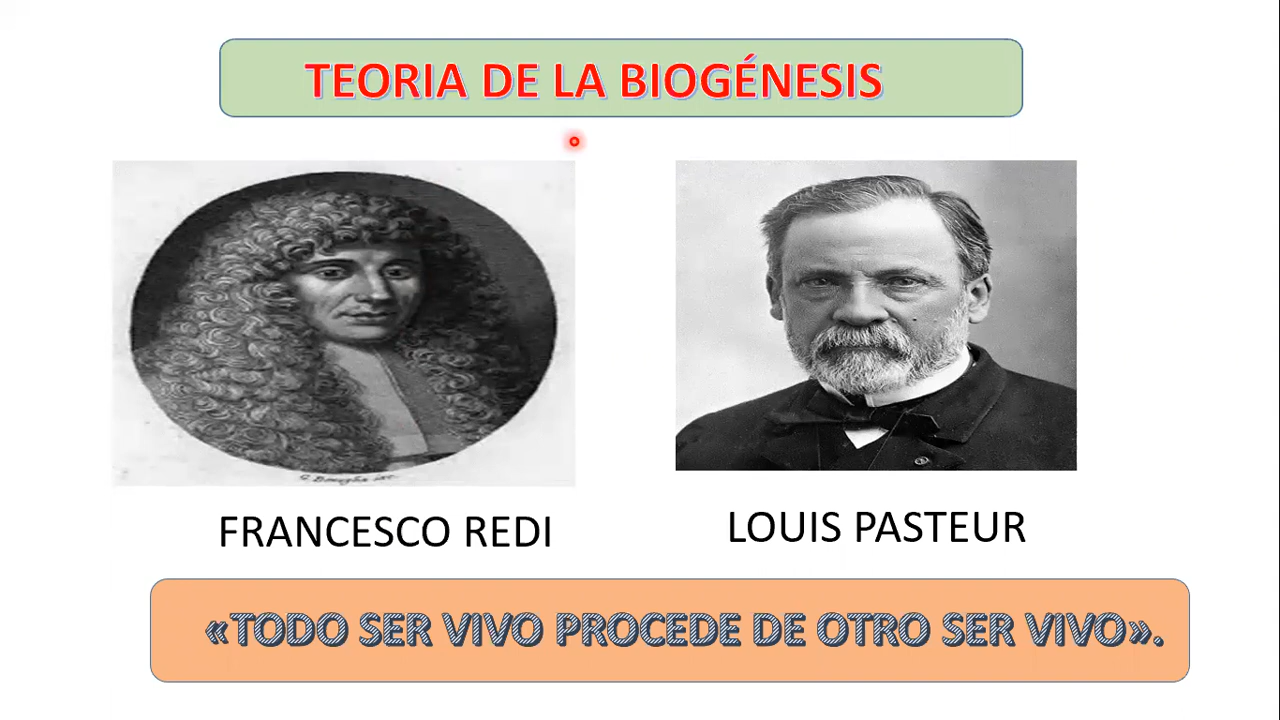 TEORIA DE LA BIOGÉNESIS
FRANCESCO REDI
LOUIS PASTEUR
«TODO SER VIVO PROCEDE DE OTRO SER VIVO».